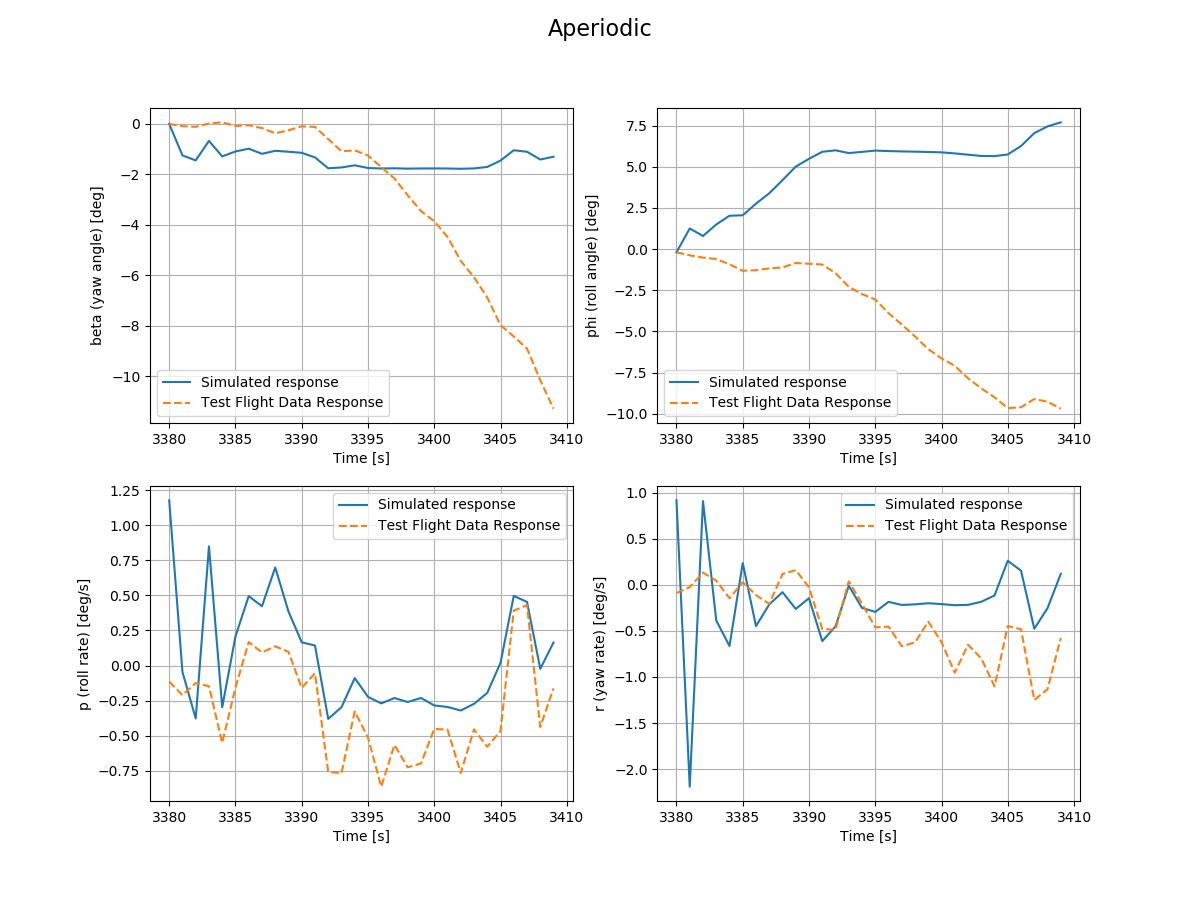 Aperiodic
0
−2
−4
−6
−8
−10
beta (yaw angle) [deg]
Simulated response
Test Flight Data Response
3380 3385 3390 3395 3400 3405 3410
Time [s]
7.5
5.0
2.5
0.0
−2.5
−5.0
−7.5
−10.0
phi (roll angle) [deg]
Simulated response
Test Flight Data Response
3380 3385 3390 3395 3400 3405 3410
Time [s]
1.25
1.00
0.75
0.50
0.25
0.00
−0.25
−0.50
−0.75
p (roll rate) [deg/s]
Simulated response
Test Flight Data Response
3380 3385 3390 3395 3400 3405 3410
Time [s]
1.0
0.5
0.0
−0.5
−1.0
−1.5
−2.0
r (yaw rate) [deg/s]
Simulated response
Test Flight Data Response
3380 3385 3390 3395 3400 3405 3410
Time [s]